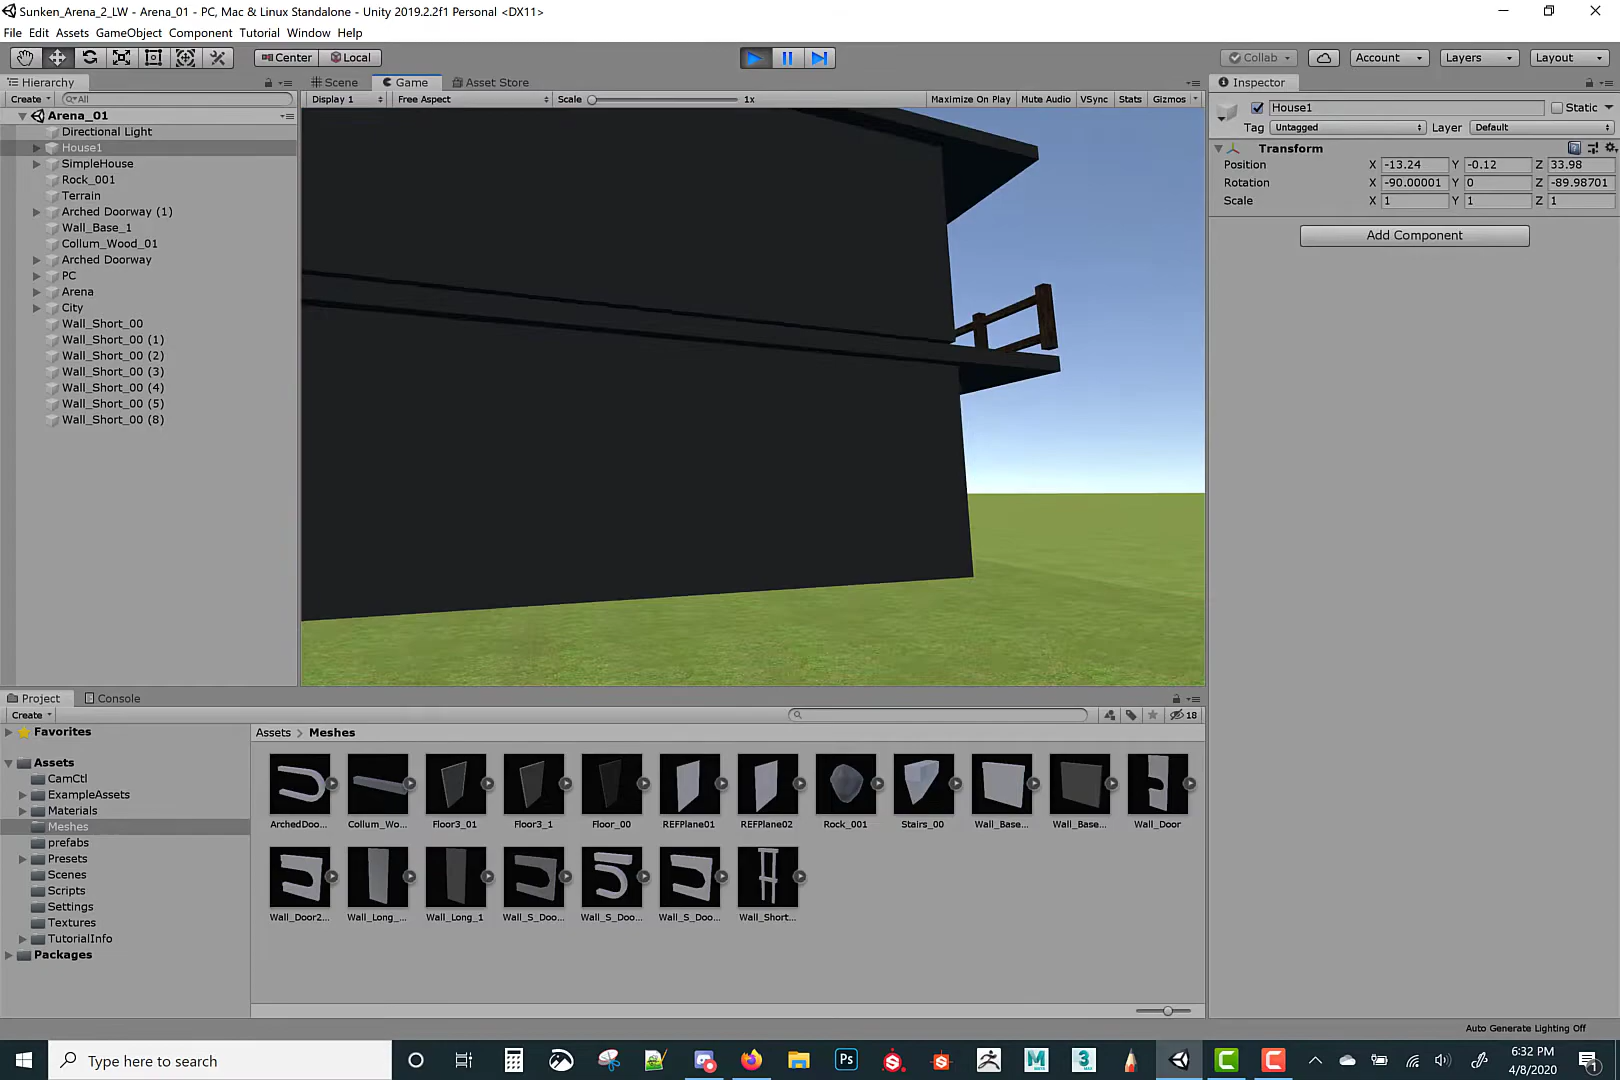 Sunken_Arena_2_LW - Arena_01 - PC, Mac & Linux Standalone - Unity 2019.2.2f1 Personal <DX11>
File Edit Assets GameObject Component Tutorial Window Help
Center Local Collab Account Layers Layout
Hierarchy Scene Game Asset Store Inspector
Create All Display 1 Free Aspect Scale 1x Maximize On Play Mute Audio VSync Stats Gizmos
House1 Static
Tag Untagged Layer Default
Transform
Position X -13.24 Y -0.12 Z 33.98
Rotation X -90.00001 Y 0 Z -89.98701
Scale X 1 Y 1 Z 1
Add Component
Arena_01
Directional Light
House1
SimpleHouse
Rock_001
Terrain
Arched Doorway (1)
Wall_Base_1
Collum_Wood_01
Arched Doorway
PC
Arena
City
Wall_Short_00
Wall_Short_00 (1)
Wall_Short_00 (2)
Wall_Short_00 (3)
Wall_Short_00 (4)
Wall_Short_00 (5)
Wall_Short_00 (8)
Project Console
Create 18
Favorites
Assets
CamCtl
ExampleAssets
Materials
Meshes
prefabs
Presets
Scenes
Scripts
Settings
Textures
TutorialInfo
Packages
Assets > Meshes
ArchedDoo... Collum_Wo... Floor3_01 Floor3_1 Floor_00 REFPlane01 REFPlane02 Rock_001 Stairs_00 Wall_Base... Wall_Base... Wall_Door
Wall_Door2... Wall_Long_... Wall_Long_1 Wall_S_Doo... Wall_S_Doo... Wall_S_Doo... Wall_Short...
Auto Generate Lighting Off
Type here to search
Ps
M
3
C
C
6:32 PM
4/8/2020
1